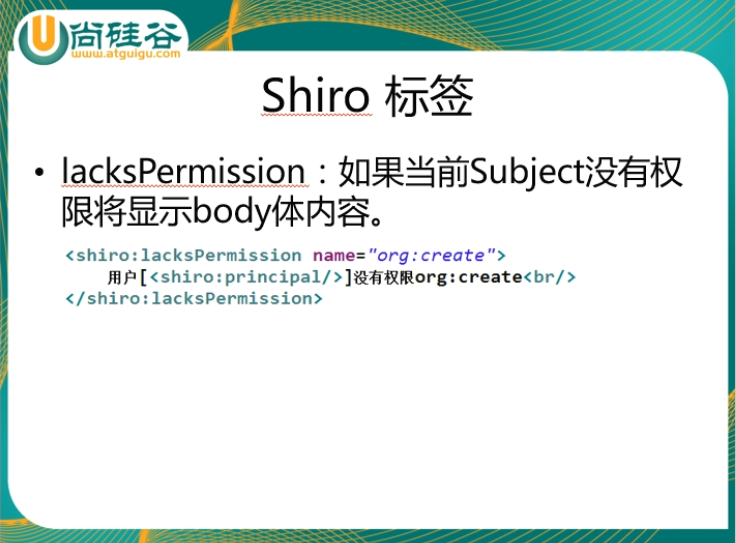 尚硅谷
www.atguigu.com
Shiro 标签
• lacksPermission：如果当前Subject没有权
限将显示body体内容。
<shiro:lacksPermission name="org:create">
用户[<shiro:principal/>]没有权限org:create<br/>
</shiro:lacksPermission>